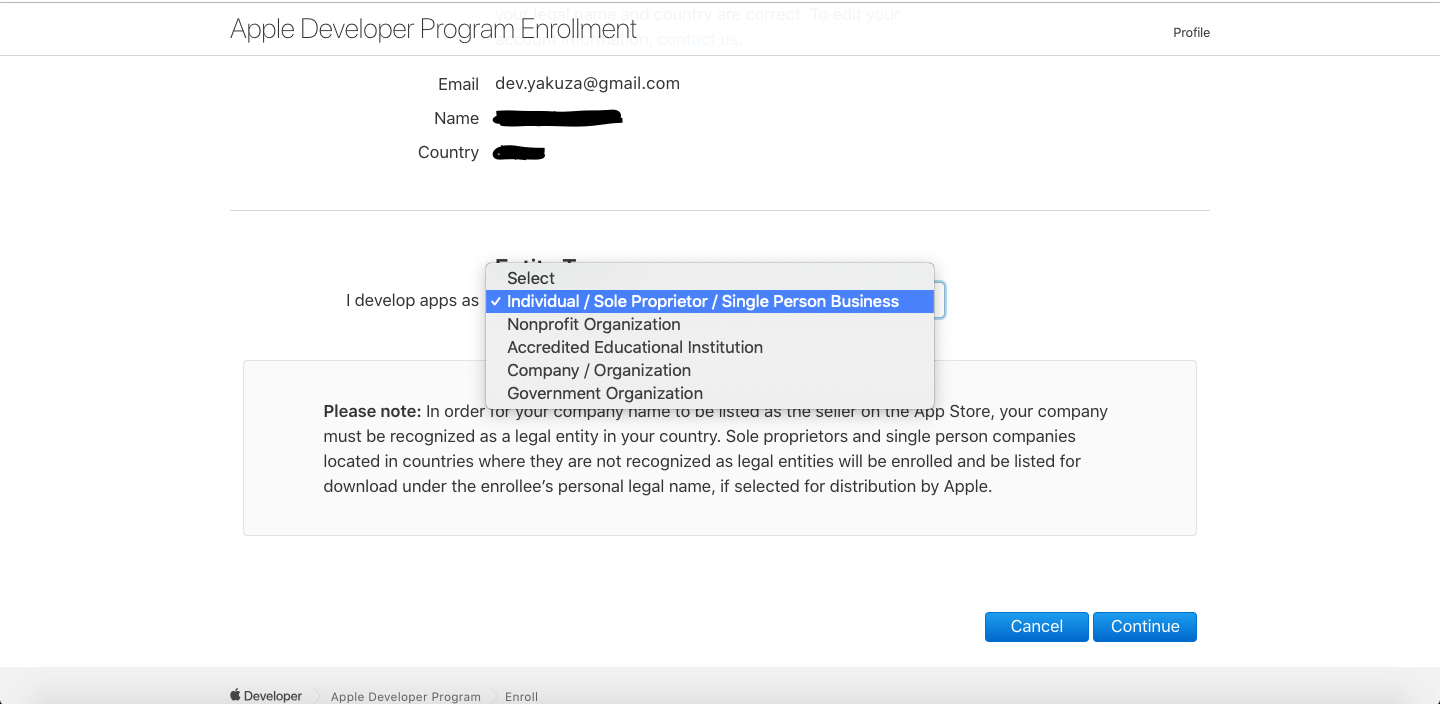 your legal name and country are correct. To edit your
Apple Developer Program Enrollment
account information, contact us.
Profile
Email dev.yakuza@gmail.com
Name
Country
Select
I develop apps as
✓ Individual / Sole Proprietor / Single Person Business
Nonprofit Organization
Accredited Educational Institution
Company / Organization
Government Organization
Please note: In order for your company name to be listed as the seller on the App Store, your company
must be recognized as a legal entity in your country. Sole proprietors and single person companies
located in countries where they are not recognized as legal entities will be enrolled and be listed for
download under the enrollee’s personal legal name, if selected for distribution by Apple.
Cancel Continue
Developer Apple Developer Program Enroll